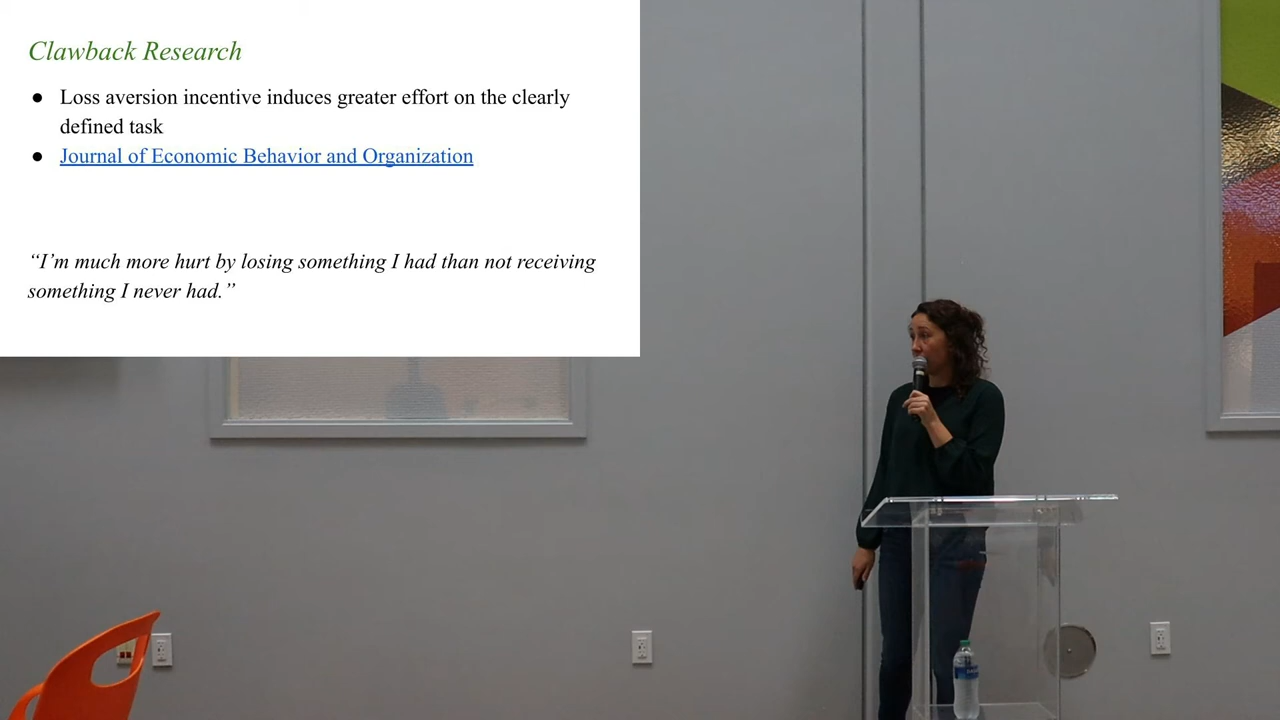 Clawback Research
● Loss aversion incentive induces greater effort on the clearly
defined task
● Journal of Economic Behavior and Organization
“I’m much more hurt by losing something I had than not receiving
something I never had.”